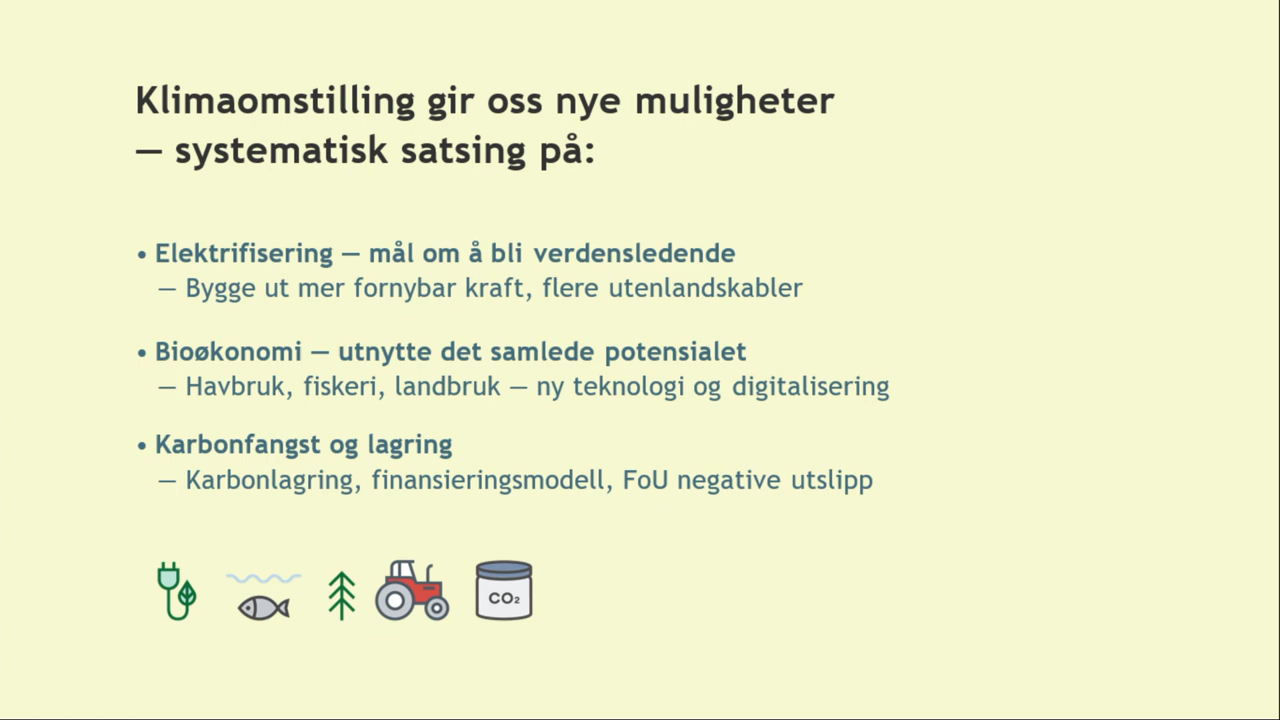 Klimaomstilling gir oss nye muligheter
— systematisk satsing på:
• Elektrifisering — mål om å bli verdensledende
— Bygge ut mer fornybar kraft, flere utenlandskabler
• Bioøkonomi — utnytte det samlede potensialet
— Havbruk, fiskeri, landbruk — ny teknologi og digitalisering
• Karbonfangst og lagring
— Karbonlagring, finansieringsmodell, FoU negative utslipp
CO₂